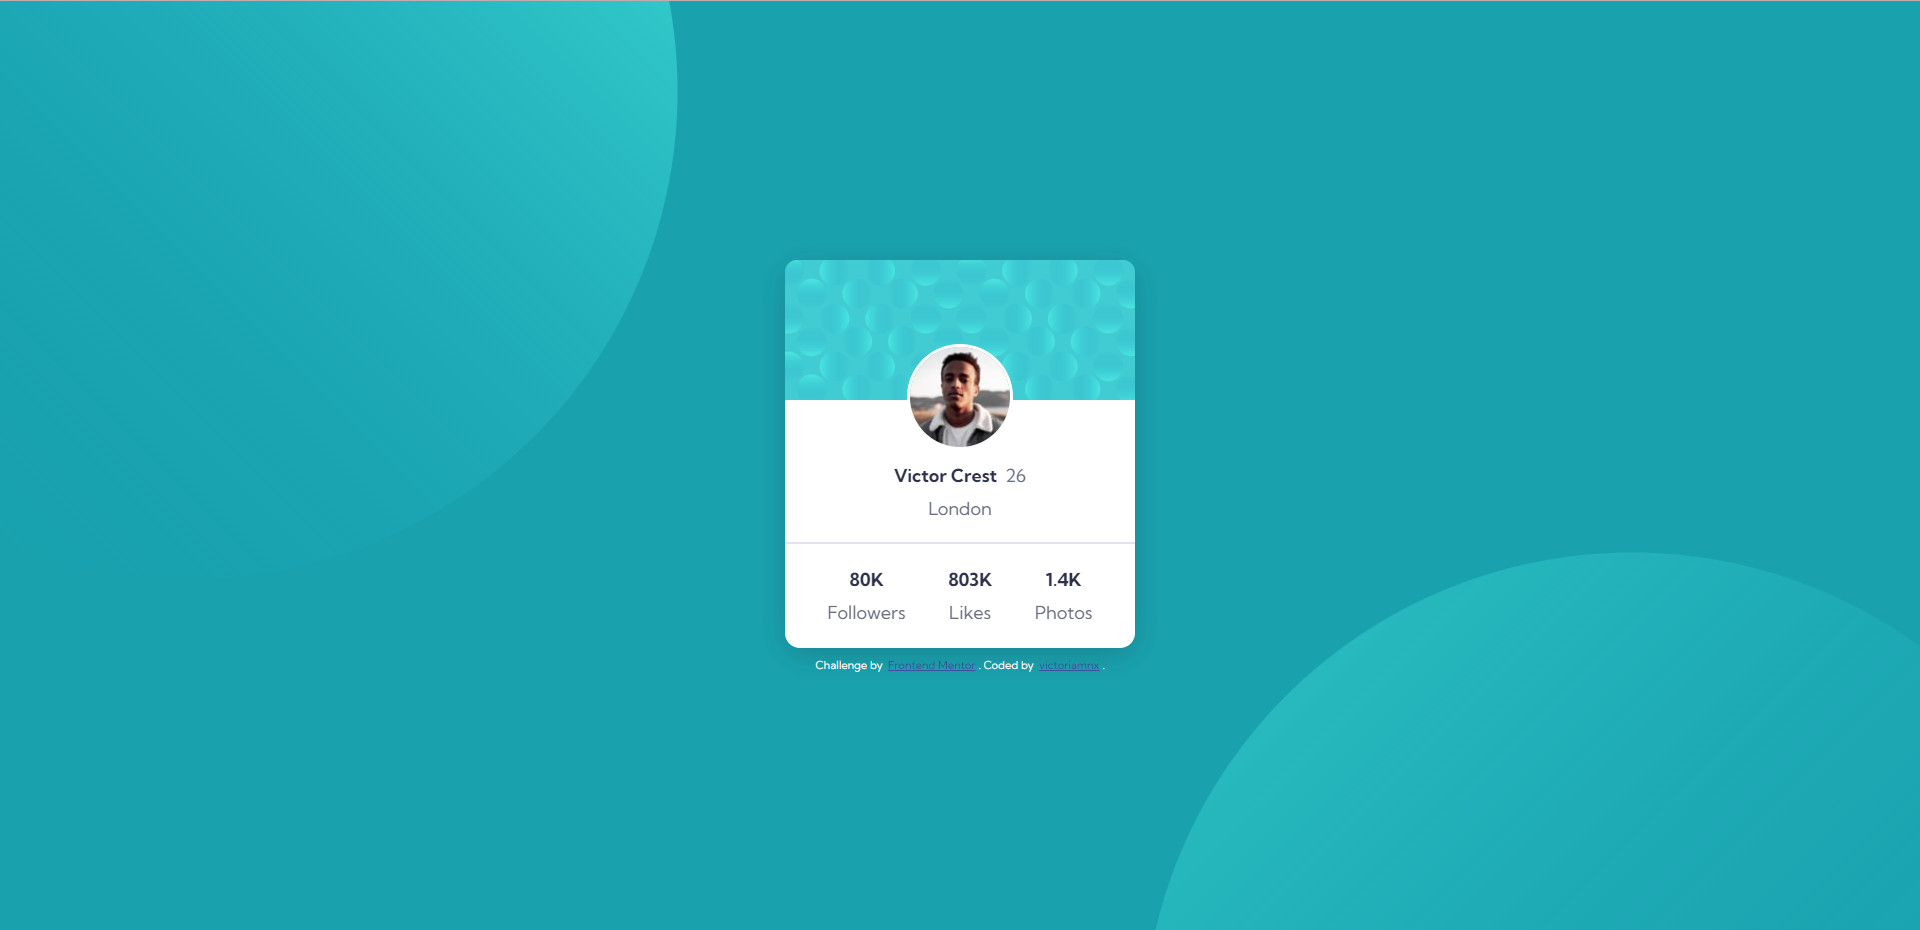 Victor Crest 26
London
80K 803K 1.4K
Followers Likes Photos
Challenge by Frontend Mentor . Coded by victoriamnx .